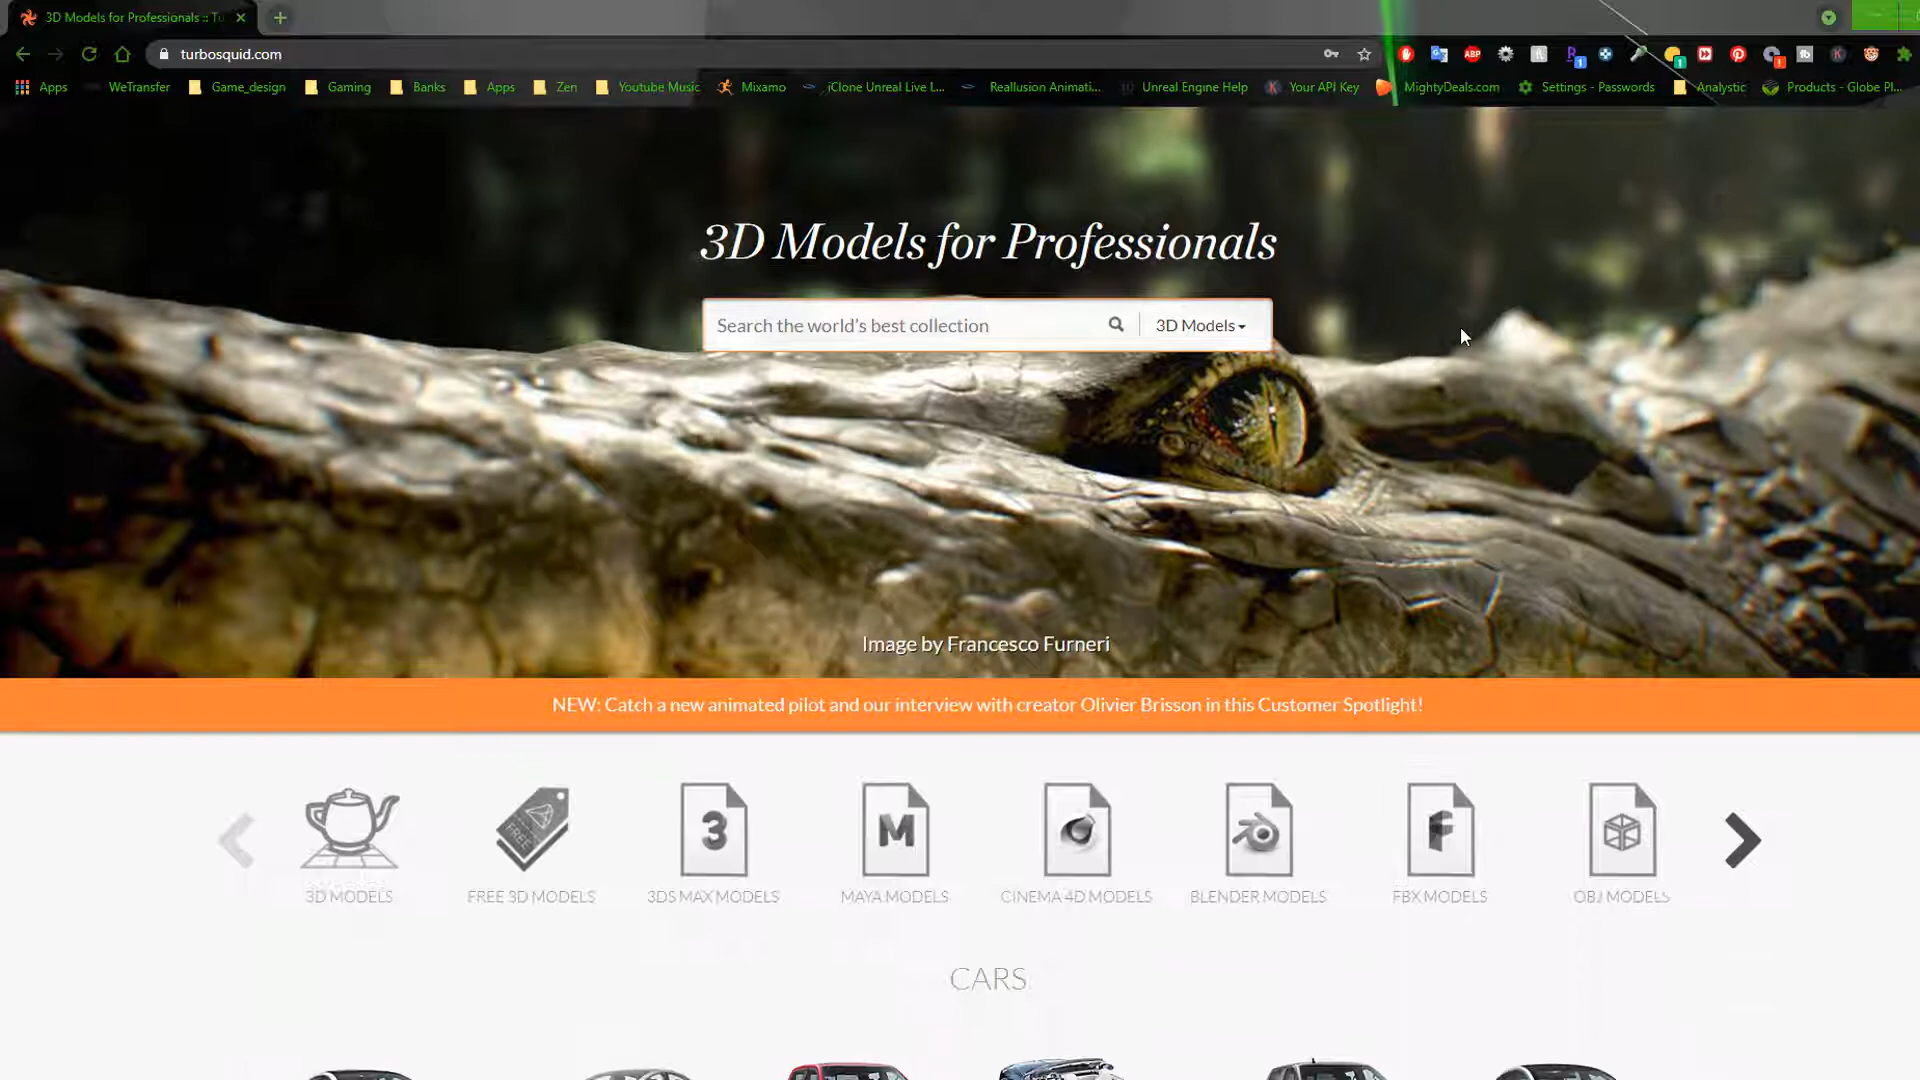 3D Models for Professionals :: Tu
turbosquid.com
Apps WeTransfer Game_design Gaming Banks Apps Zen Youtube Music Mixamo iClone Unreal Live L... Reallusion Animati... Unreal Engine Help Your API Key MightyDeals.com Settings - Passwords Analystic Products - Globe Pl...
3D Models for Professionals
Search the world's best collection 3D Models
Image by Francesco Furneri
NEW: Catch a new animated pilot and our interview with creator Olivier Brisson in this Customer Spotlight!
3D MODELS FREE 3D MODELS 3DS MAX MODELS MAYA MODELS CINEMA 4D MODELS BLENDER MODELS FBX MODELS OBJ MODELS
CARS